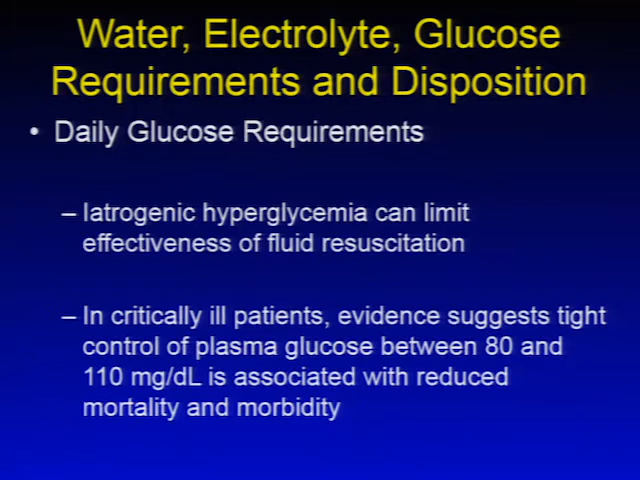 Water, Electrolyte, Glucose
Requirements and Disposition
• Daily Glucose Requirements
– Iatrogenic hyperglycemia can limit
effectiveness of fluid resuscitation
– In critically ill patients, evidence suggests tight
control of plasma glucose between 80 and
110 mg/dL is associated with reduced
mortality and morbidity